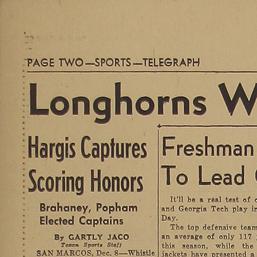 PAGE TWO—SPORTS—TELEGRAPH
Longhorns W
Hargis Captures
Scoring Honors
Brahaney, Popham
Elected Captains
By GARTLY JACO
Texan Sports Staff
SAN MARCOS, Dec. 8—Whistle
Freshman
To Lead
It'll be a real test of
and Georgia Tech play in
Day.
The top defensive team
an average of only 117
this season, while the
jackets have presented a